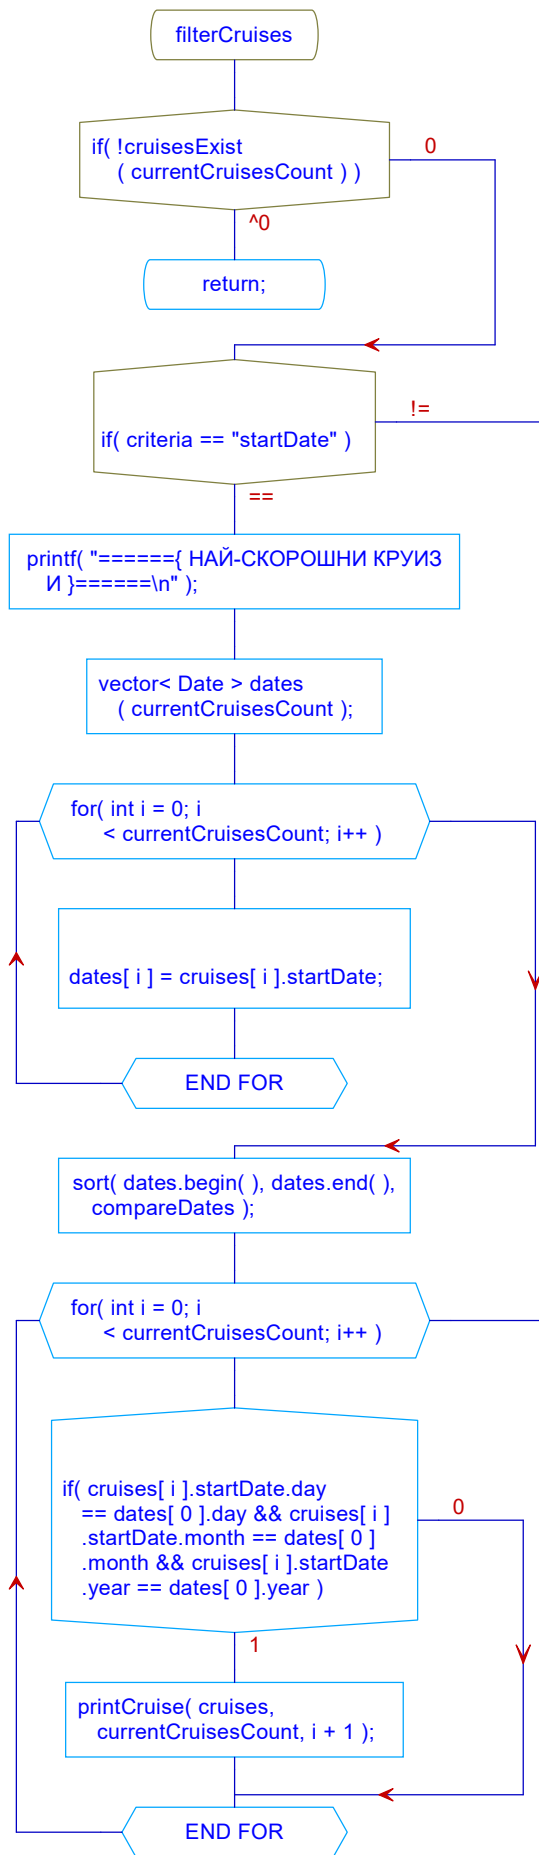 filterCruises
if( !cruisesExist
( currentCruisesCount ) )
0
^0
return;
if( criteria == "startDate" )
!=
==
printf( "======{ НАЙ-СКОРОШНИ КРУИЗ
И }======\n" );
vector< Date > dates
( currentCruisesCount );
for( int i = 0; i
< currentCruisesCount; i++ )
dates[ i ] = cruises[ i ].startDate;
END FOR
sort( dates.begin( ), dates.end( ),
compareDates );
for( int i = 0; i
< currentCruisesCount; i++ )
if( cruises[ i ].startDate.day
== dates[ 0 ].day && cruises[ i ]
.startDate.month == dates[ 0 ]
.month && cruises[ i ].startDate
.year == dates[ 0 ].year )
0
1
printCruise( cruises,
currentCruisesCount, i + 1 );
END FOR